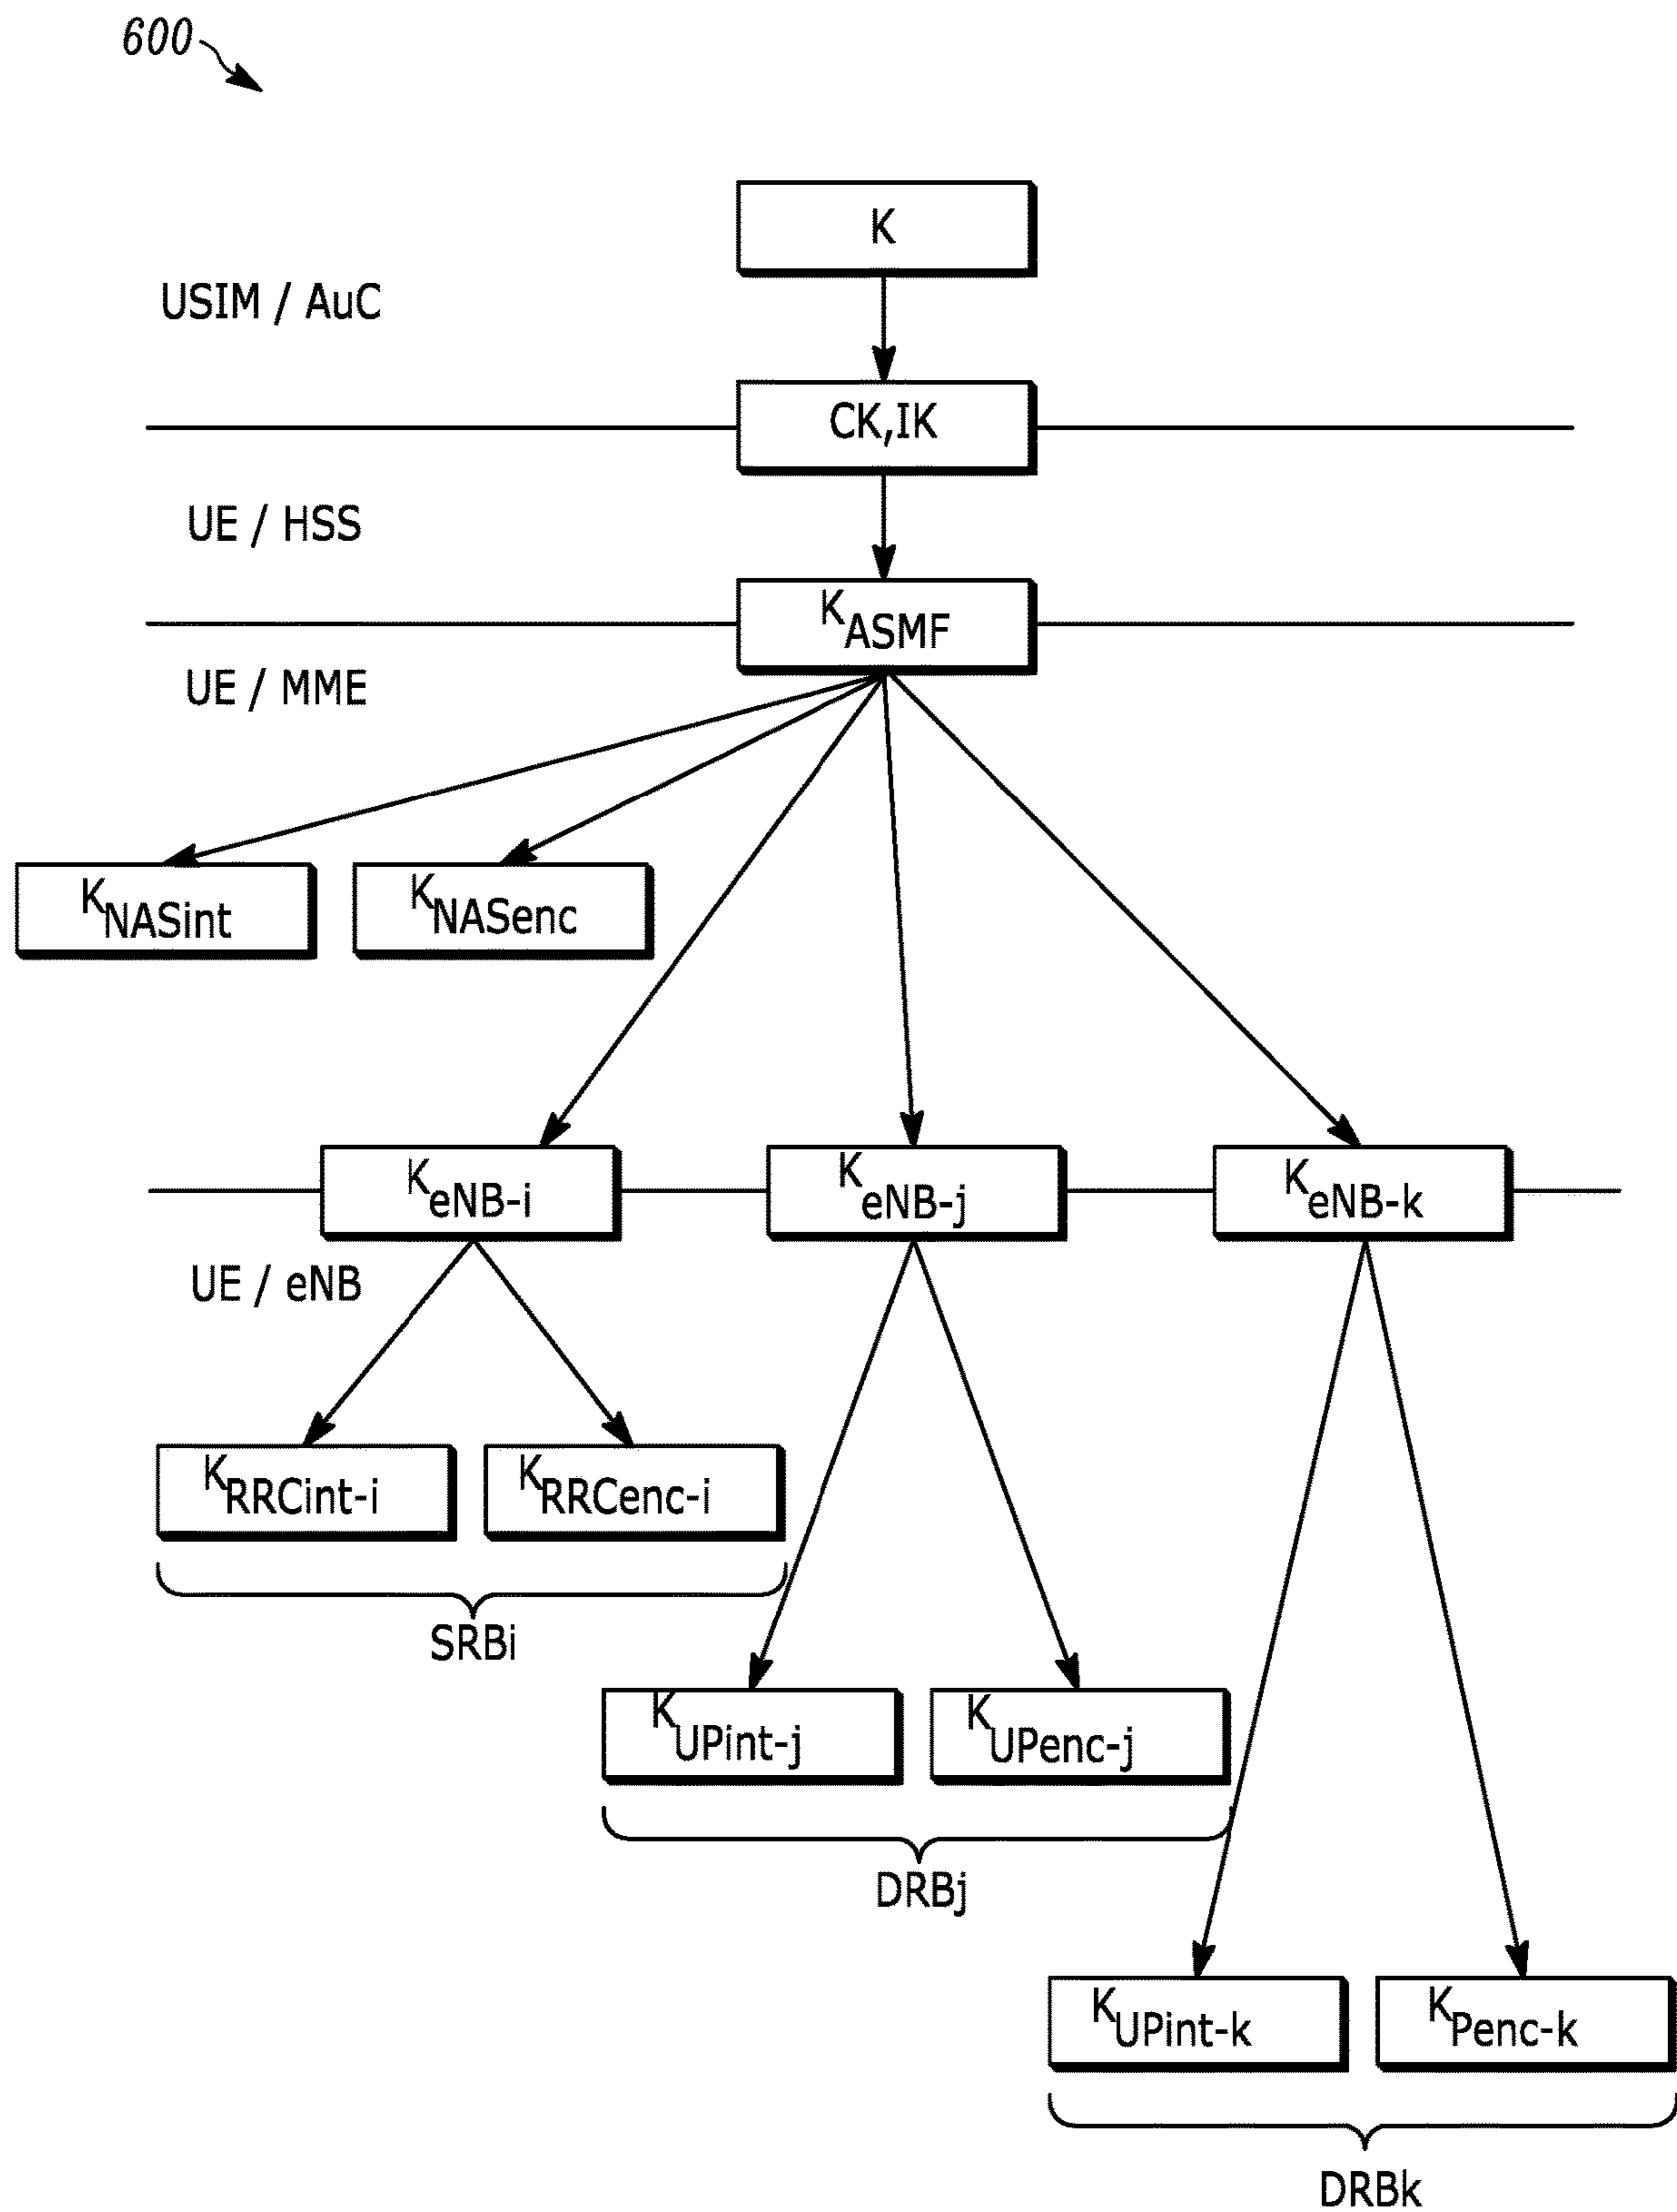 600
K
USIM / AuC
CK,IK
UE / HSS
KASMF
UE / MME
KNASint
KNASenc
KeNB-i
KeNB-j
KeNB-k
UE / eNB
KRRCint-i
KRRCenc-i
SRBi
KUPint-j
KUPenc-j
DRBj
KUPint-k
KPenc-k
DRBk